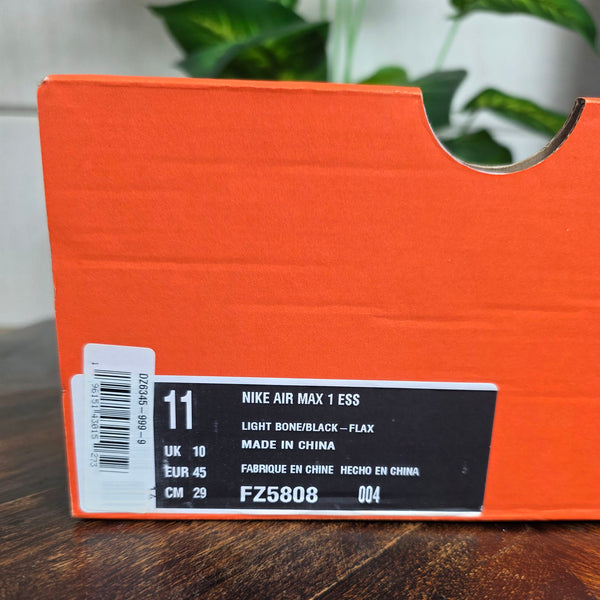 11
NIKE AIR MAX 1 ESS
LIGHT BONE/BLACK–FLAX
MADE IN CHINA
UK 10
EUR 45
FABRIQUE EN CHINE HECHO EN CHINA
CM 29
FZ5808 004
DZ6345-999-9